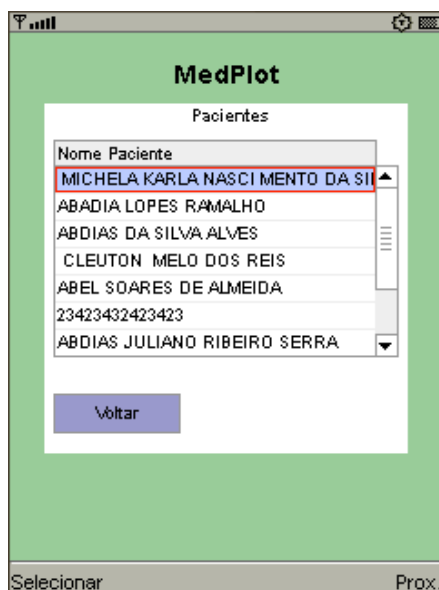 MedPlot
Pacientes
Nome Paciente
MICHELA KARLA NASCI MENTO DA SI
ABADIA LOPES RAMALHO
ABDIAS DA SILVA ALVES
CLEUTON MELO DOS REIS
ABEL SOARES DE ALMEIDA
23423432423423
ABDIAS JULIANO RIBEIRO SERRA
Voltar
Selecionar Prox.